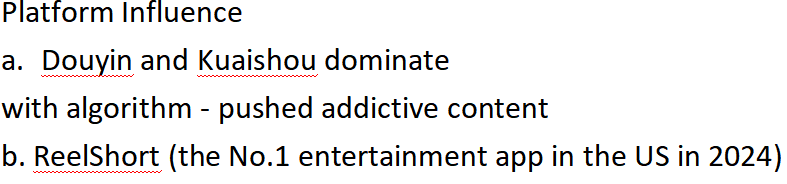 Platform Influence
a. Douyin and Kuaishou dominate
with algorithm - pushed addictive content
b. ReelShort (the No.1 entertainment app in the US in 2024)